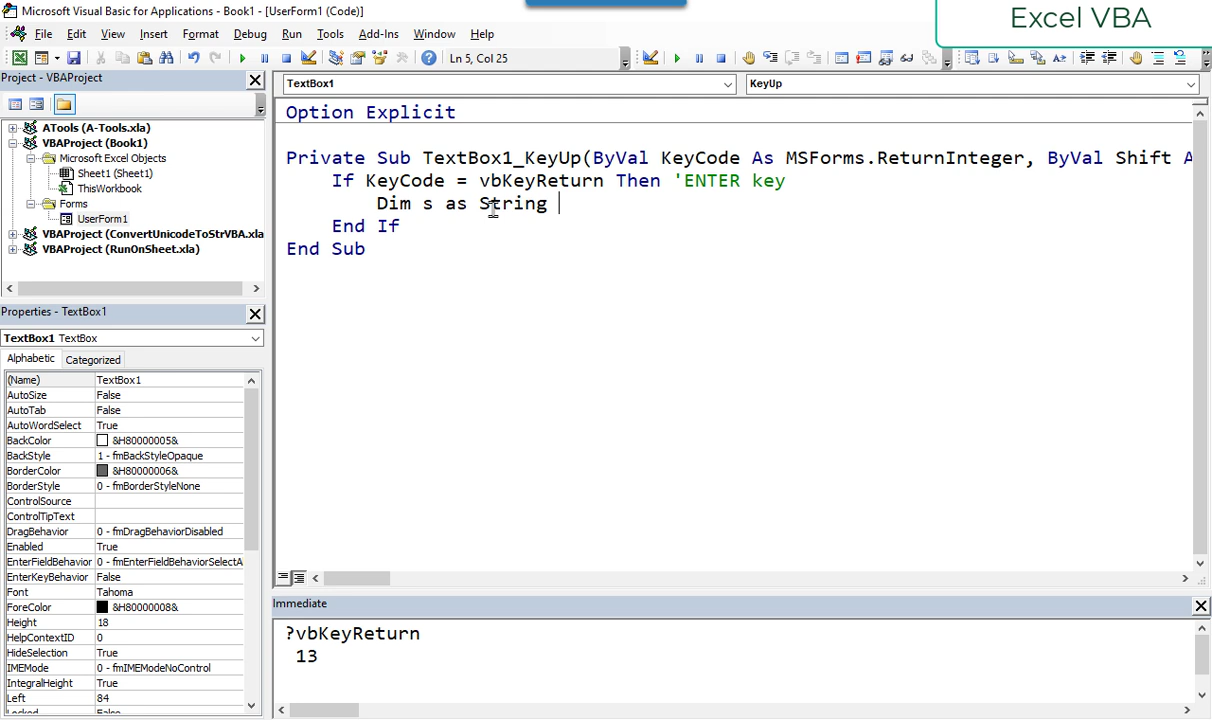 Microsoft Visual Basic for Applications - Book1 - [UserForm1 (Code)]
Excel VBA
File Edit View Insert Format Debug Run Tools Add-Ins Window Help
Ln 5, Col 25
Project - VBAProject
TextBox1
KeyUp
ATools (A-Tools.xla)
VBAProject (Book1)
Microsoft Excel Objects
Sheet1 (Sheet1)
ThisWorkbook
Forms
UserForm1
VBAProject (ConvertUnicodeToStrVBA.xla
VBAProject (RunOnSheet.xla)
Option Explicit
Private Sub TextBox1_KeyUp(ByVal KeyCode As MSForms.ReturnInteger, ByVal Shift A
If KeyCode = vbKeyReturn Then 'ENTER key
Dim s as String
End If
End Sub
Properties - TextBox1
TextBox1 TextBox
Alphabetic Categorized
(Name) TextBox1
AutoSize False
AutoTab False
AutoWordSelect True
BackColor &H80000005&
BackStyle 1 - fmBackStyleOpaque
BorderColor &H80000006&
BorderStyle 0 - fmBorderStyleNone
ControlSource
ControlTipText
DragBehavior 0 - fmDragBehaviorDisabled
Enabled True
EnterFieldBehavior 0 - fmEnterFieldBehaviorSelectA
EnterKeyBehavior False
Font Tahoma
ForeColor &H80000008&
Height 18
HelpContextID 0
HideSelection True
IMEMode 0 - fmIMEModeNoControl
IntegralHeight True
Left 84
Locked False
Immediate
?vbKeyReturn
13